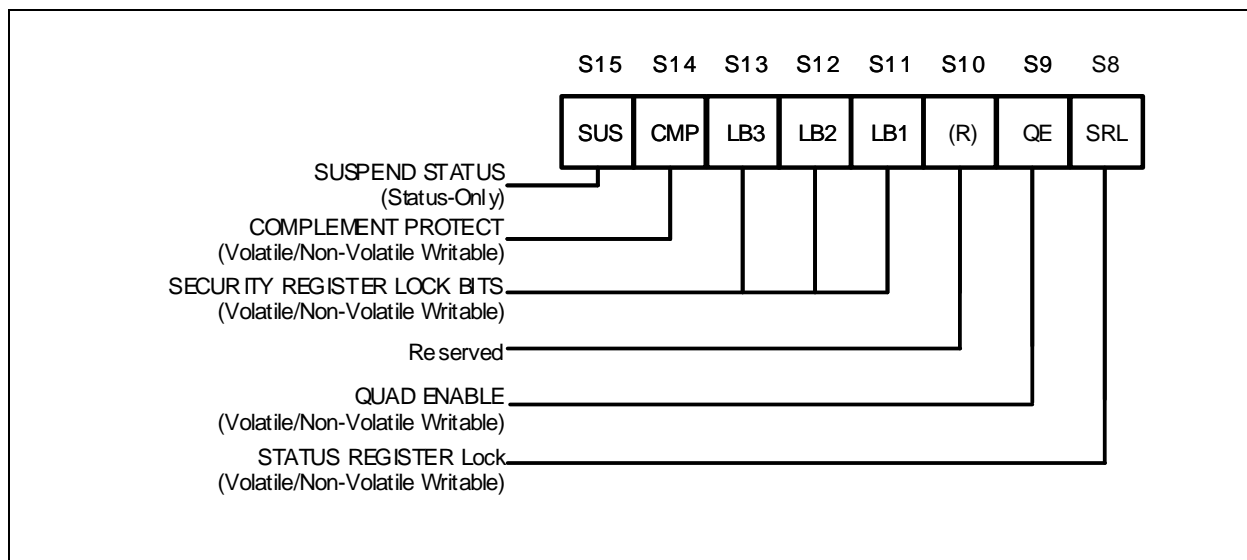 S15 S14 S13 S12 S11 S10 S9 S8
SUS CMP LB3 LB2 LB1 (R) QE SRL
SUSPEND STATUS
(Status-Only)
COMPLEMENT PROTECT
(Volatile/Non-Volatile Writable)
SECURITY REGISTER LOCK BITS
(Volatile/Non-Volatile Writable)
Reserved
QUAD ENABLE
(Volatile/Non-Volatile Writable)
STATUS REGISTER Lock
(Volatile/Non-Volatile Writable)